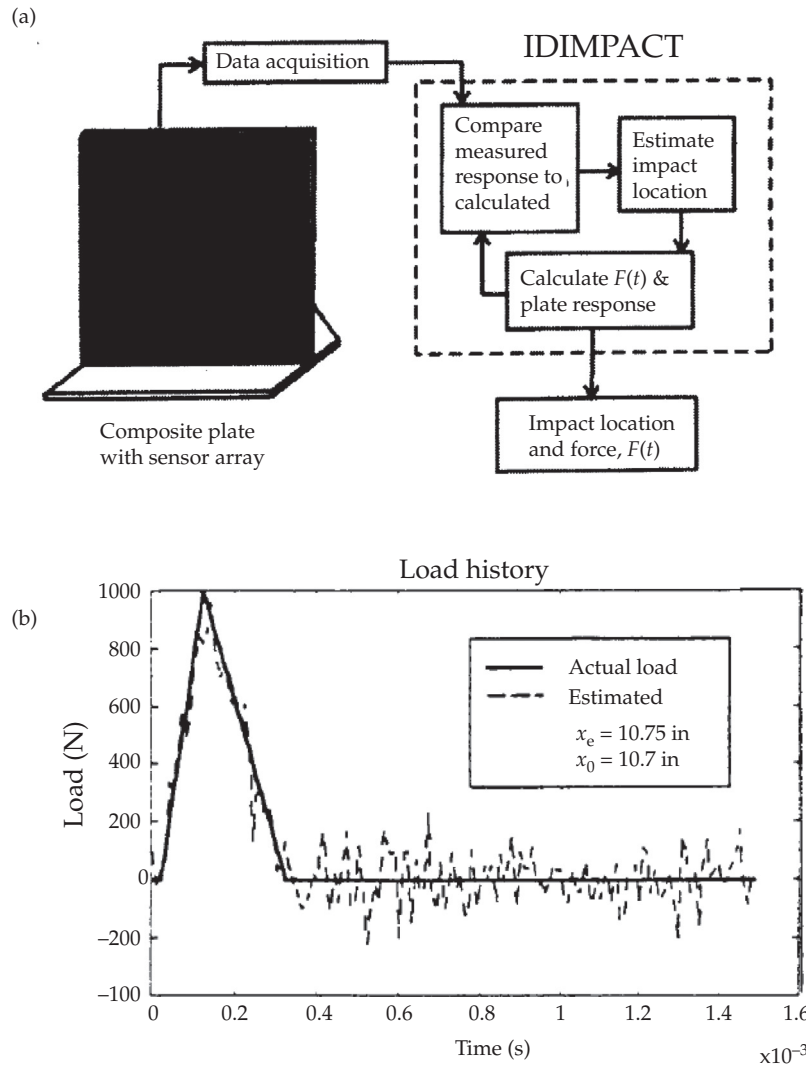 (a)
Data acquisition
IDIMPACT
Compare
measured
response to
calculated
Estimate
impact
location
Calculate F(t) &
plate response
Impact location
and force, F(t)
Composite plate
with sensor array
Load history
(b)
1000
800
600
400
200
0
–200
–100
Load (N)
Actual load
Estimated
xₑ = 10.75 in
x₀ = 10.7 in
0 0.2 0.4 0.6 0.8 1 1.2 1.4 1.6
Time (s)
x10⁻³